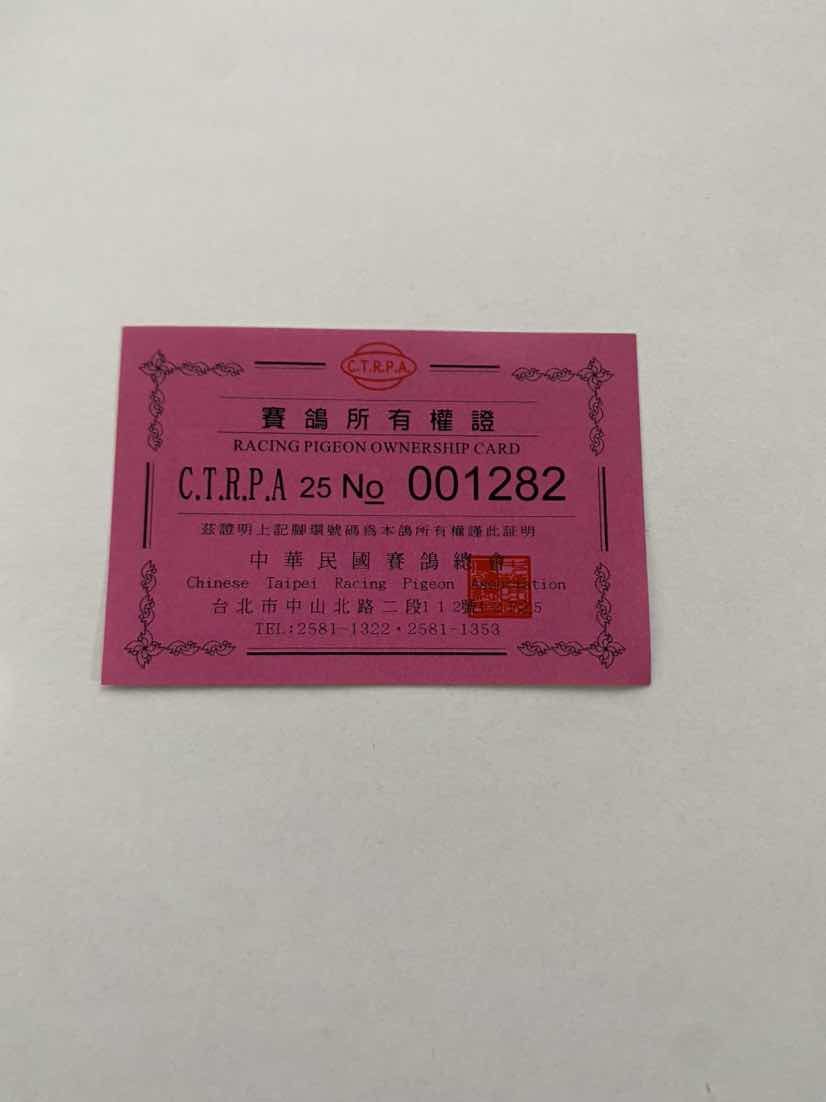 C.T.R.P.A.
賽鴿所有權證
RACING PIGEON OWNERSHIP CARD
C.T.R.P.A 25 No 001282
茲證明上記腳環號碼為本鴿所有權謹此証明
中華民國賽鴿總會
Chinese Taipei Racing Pigeon Association
台北市中山北路二段112號
TEL:2581-1322·2581-1353